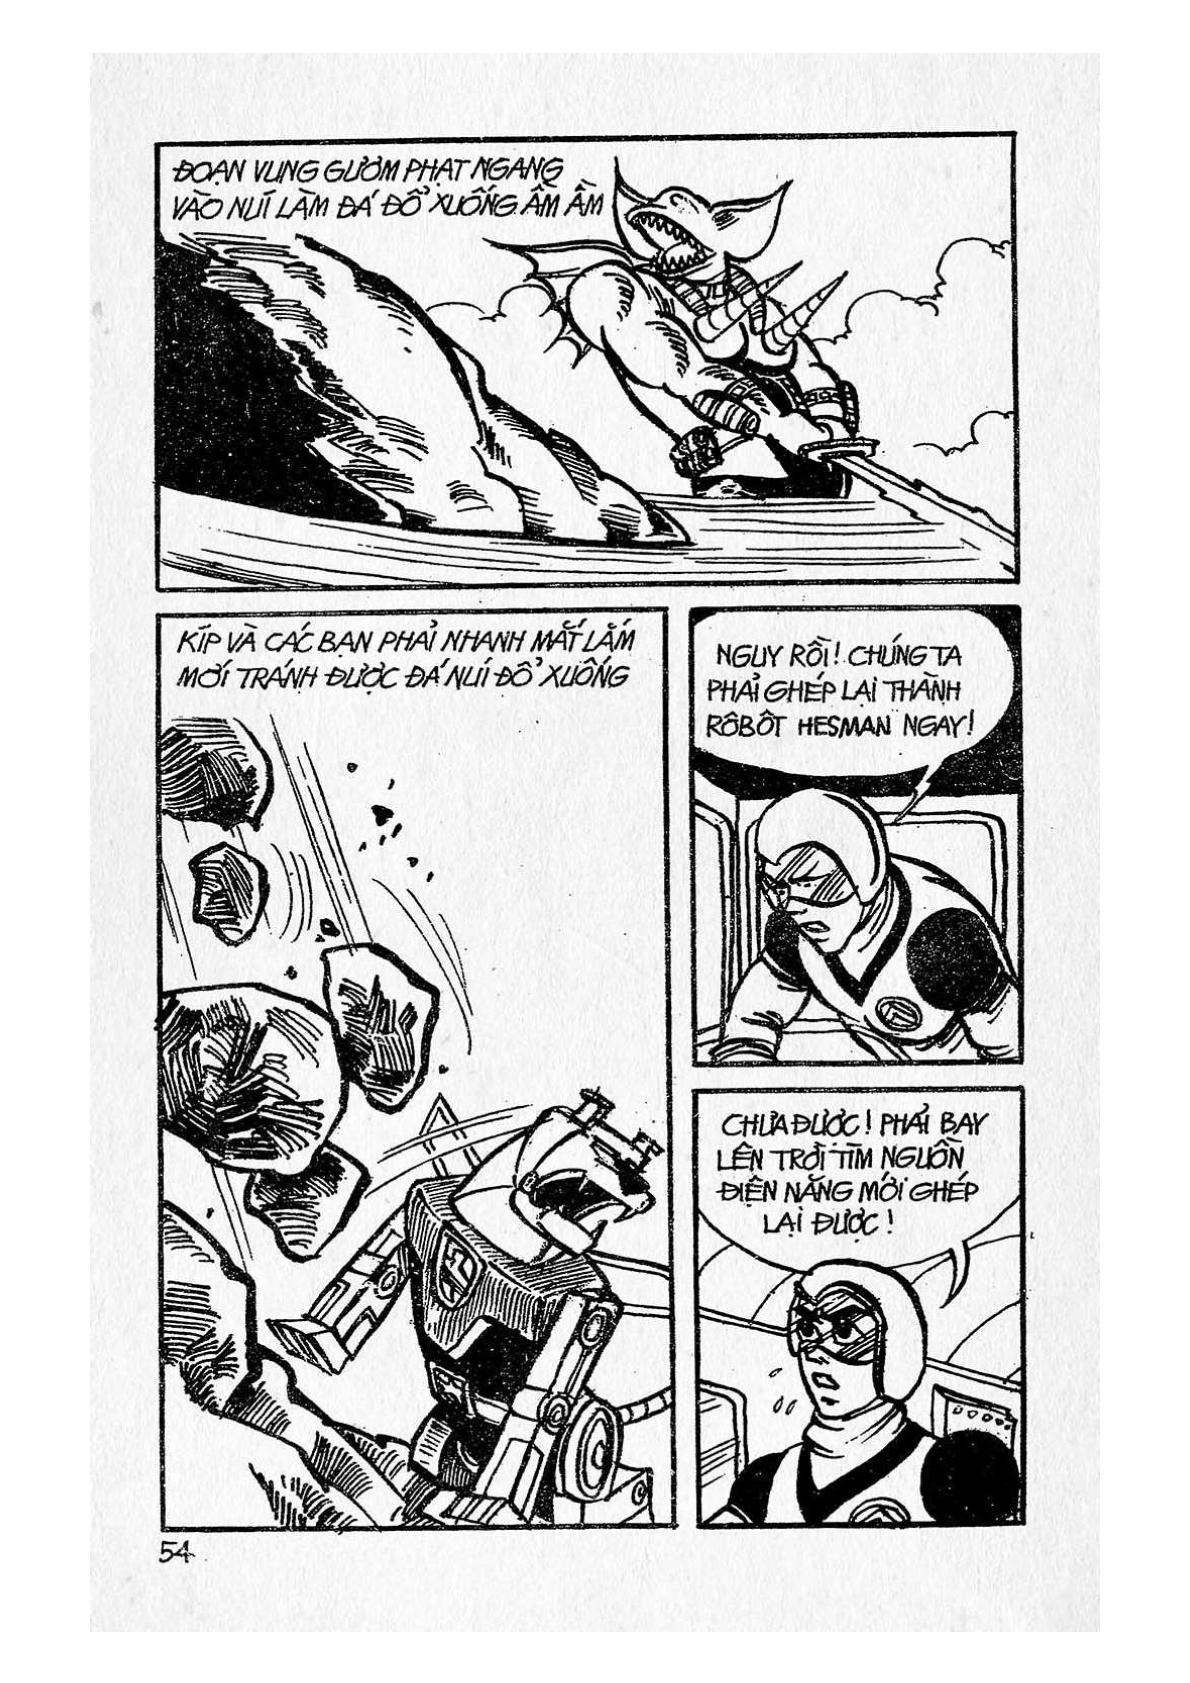 ĐOẠN VUNG GƯƠM PHẠT NGANG
VÀO NÚI LÀM ĐÁ ĐỔ XUỐNG ẦM ẦM
KÍP VÀ CÁC BẠN PHẢI NHANH MẮT LẮM
MỚI TRÁNH ĐƯỢC ĐÁ NÚI ĐỔ XUỐNG
NGUY RỒI! CHÚNG TA
PHẢI GHÉP LẠI THÀNH
RÔBỐT HESMAN NGAY!
CHƯA ĐƯỢC! PHẢI BAY
LÊN TRỜI TÌM NGUỒN
ĐIỆN NĂNG MỚI GHÉP
LẠI ĐƯỢC!
54